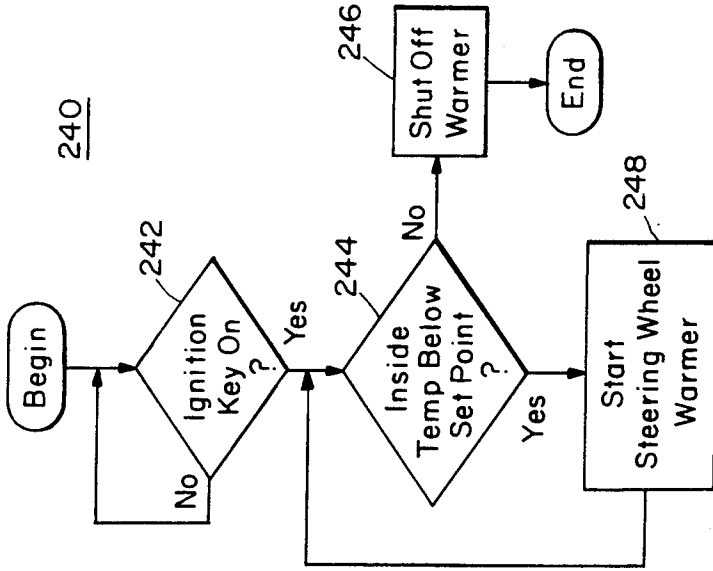 240
Begin
242
Ignition
Key On
?
No
Yes
244
Inside
Temp Below
Set Point
?
No
246
Shut Off
Warmer
End
Yes
248
Start
Steering Wheel
Warmer